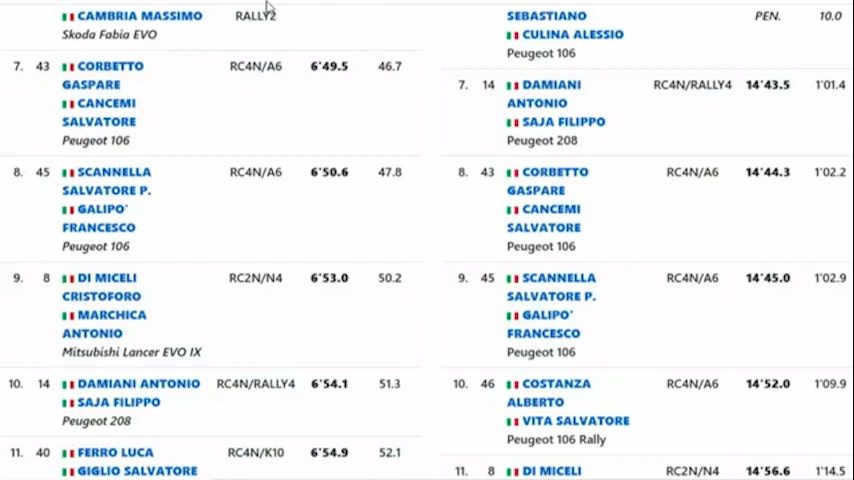 CAMBRIA MASSIMO RALLY2
Skoda Fabia EVO
7. 43 CORBETTO RC4N/A6 6'49.5 46.7
GASPARE
CANCEMI
SALVATORE
Peugeot 106
8. 45 SCANNELLA RC4N/A6 6'50.6 47.8
SALVATORE P.
GALIPO'
FRANCESCO
Peugeot 106
9. 8 DI MICELI RC2N/N4 6'53.0 50.2
CRISTOFORO
MARCHICA
ANTONIO
Mitsubishi Lancer EVO IX
10. 14 DAMIANI ANTONIO RC4N/RALLY4 6'54.1 51.3
SAJA FILIPPO
Peugeot 208
11. 40 FERRO LUCA RC4N/K10 6'54.9 52.1
GIGLIO SALVATORE
SEBASTIANO PEN. 10.0
CULINA ALESSIO
Peugeot 106
7. 14 DAMIANI RC4N/RALLY4 14'43.5 1'01.4
ANTONIO
SAJA FILIPPO
Peugeot 208
8. 43 CORBETTO RC4N/A6 14'44.3 1'02.2
GASPARE
CANCEMI
SALVATORE
Peugeot 106
9. 45 SCANNELLA RC4N/A6 14'45.0 1'02.9
SALVATORE P.
GALIPO'
FRANCESCO
Peugeot 106
10. 46 COSTANZA RC4N/A6 14'52.0 1'09.9
ALBERTO
VITA SALVATORE
Peugeot 106 Rally
11. 8 DI MICELI RC2N/N4 14'56.6 1'14.5